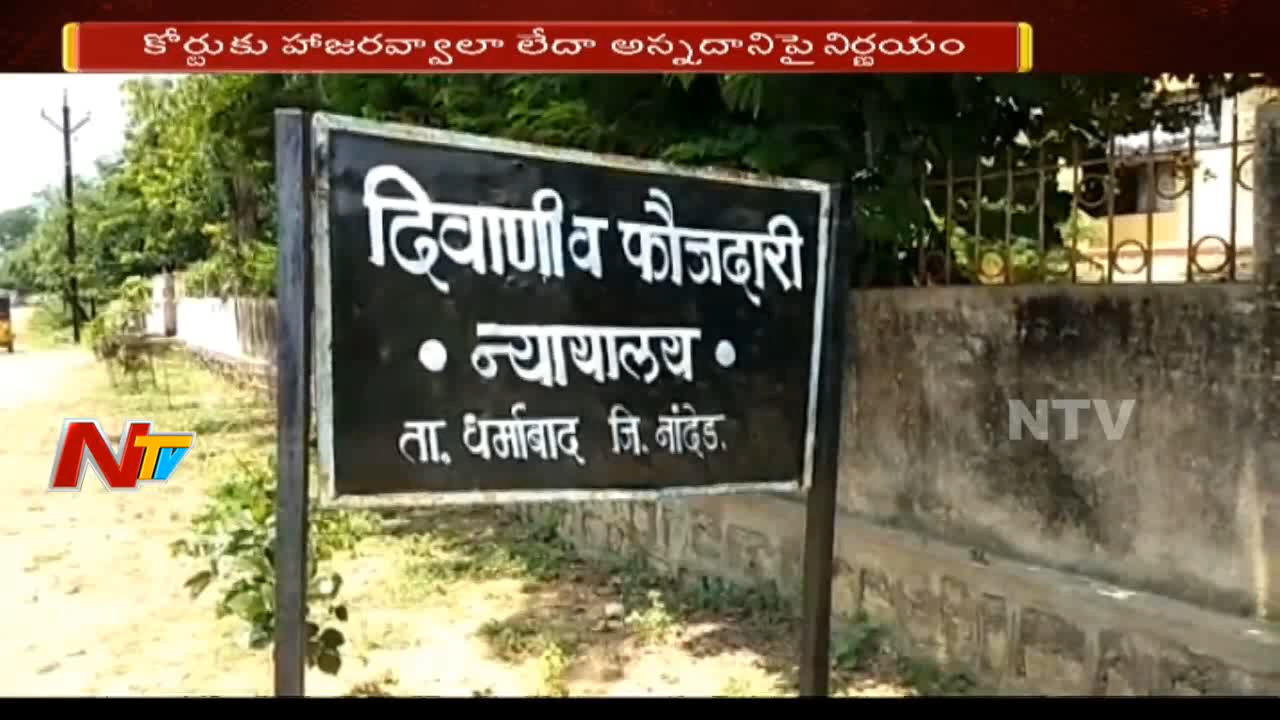 కోర్టుకు హాజరవ్వాలా లేదా అన్నదానిపై నిర్ణయం
दिवाणी व फौजदारी
• न्यायालय •
ता. धर्माबाद जि. नांदेड.
NTV
NTV